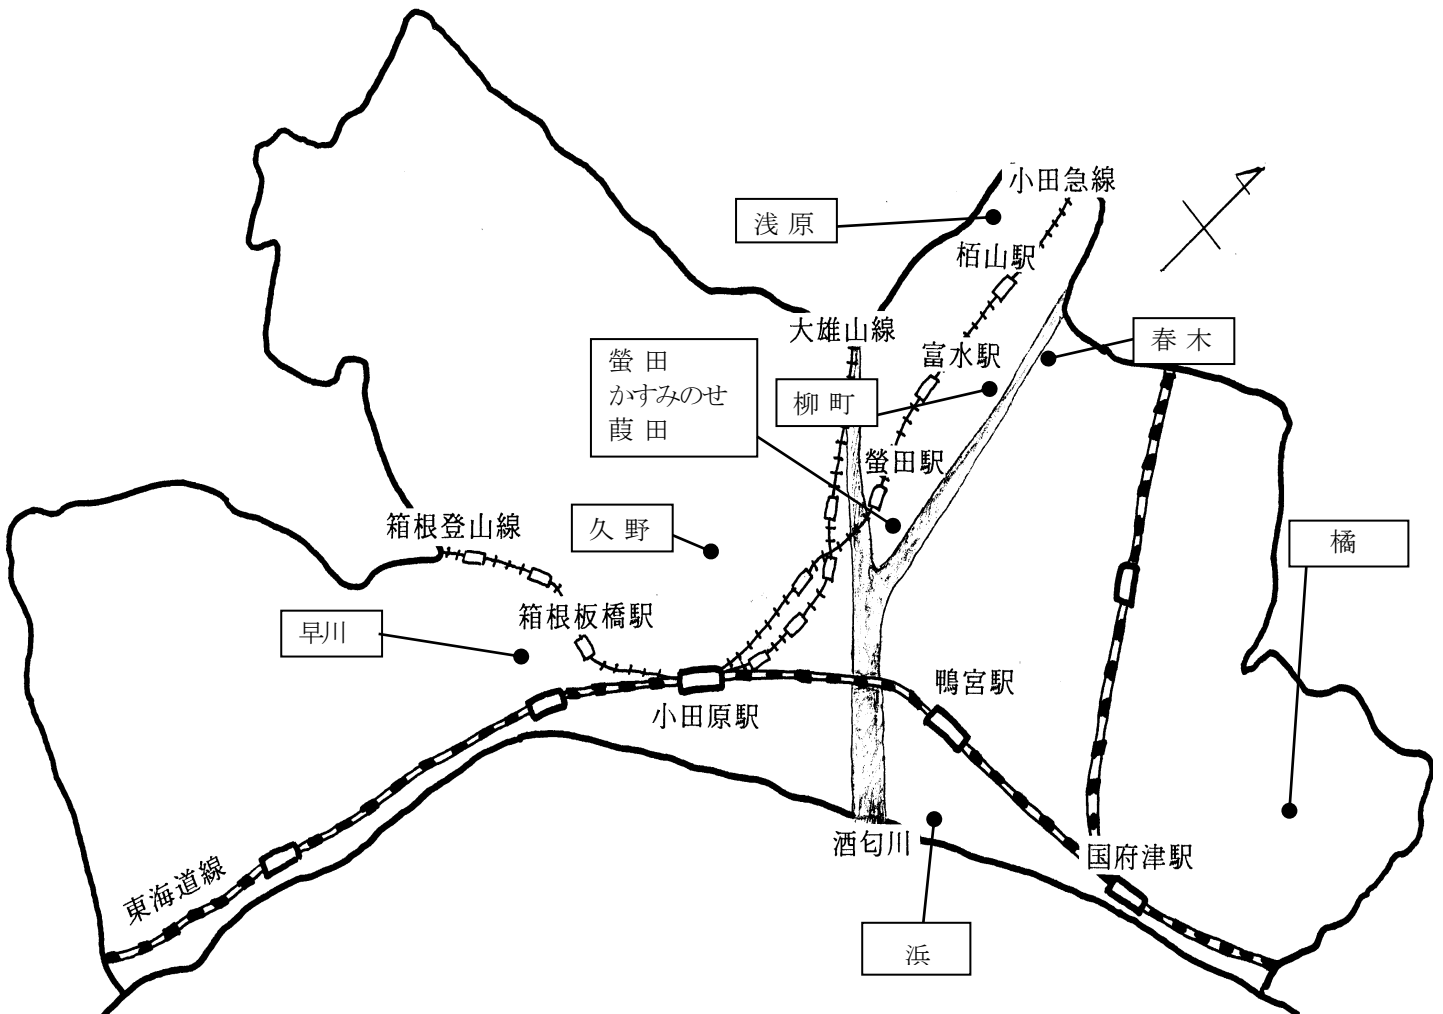 小田急線
浅原
栢山駅
大雄山線
春木
富水駅
螢田
かすみのせ
葭田
柳町
螢田駅
箱根登山線
久野
橘
箱根板橋駅
早川
鴨宮駅
小田原駅
酒匂川
国府津駅
東海道線
浜